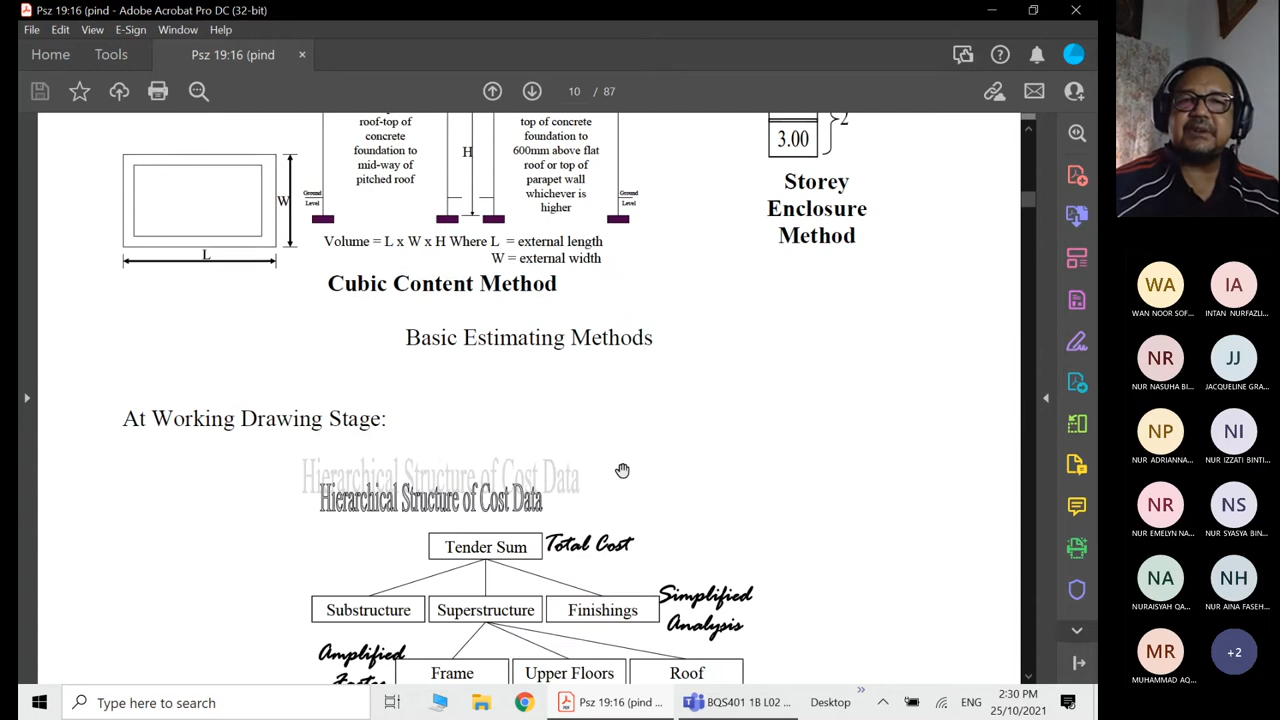 Psz 19:16 (pind - Adobe Acrobat Pro DC (32-bit)
File Edit View E-Sign Window Help
Home Tools Psz 19:16 (pind
10 / 87
roof-top of
concrete
foundation to
mid-way of
pitched roof
H
top of concrete
foundation to
600mm above flat
roof or top of
parapet wall
whichever is
higher
Ground
Level
Ground
Level
W
L
Volume = L x W x H Where L = external length
W = external width
Cubic Content Method
2
3.00
Storey
Enclosure
Method
Basic Estimating Methods
At Working Drawing Stage:
Hierarchical Structure of Cost Data
Tender Sum Total Cost
Substructure Superstructure Finishings Simplified
Analysis
Amplified
Frame Upper Floors Roof
WA IA
WAN NOOR SOF... INTAN NURFAZLI...
NR JJ
NUR NASUHA BI... JACQUELINE GRA...
NP NI
NUR ADRIANNA... NUR IZZATI BINTI...
NR NS
NUR EMELYN NA... NUR SYASYA BIN...
NA NH
NURAISYAH QA... NUR AINA FASEH...
MR +2
MUHAMMAD AQ...
Type here to search
Psz 19:16 (pind ...
BQS401 1B L02 ...
Desktop
ENG
2:30 PM
25/10/2021